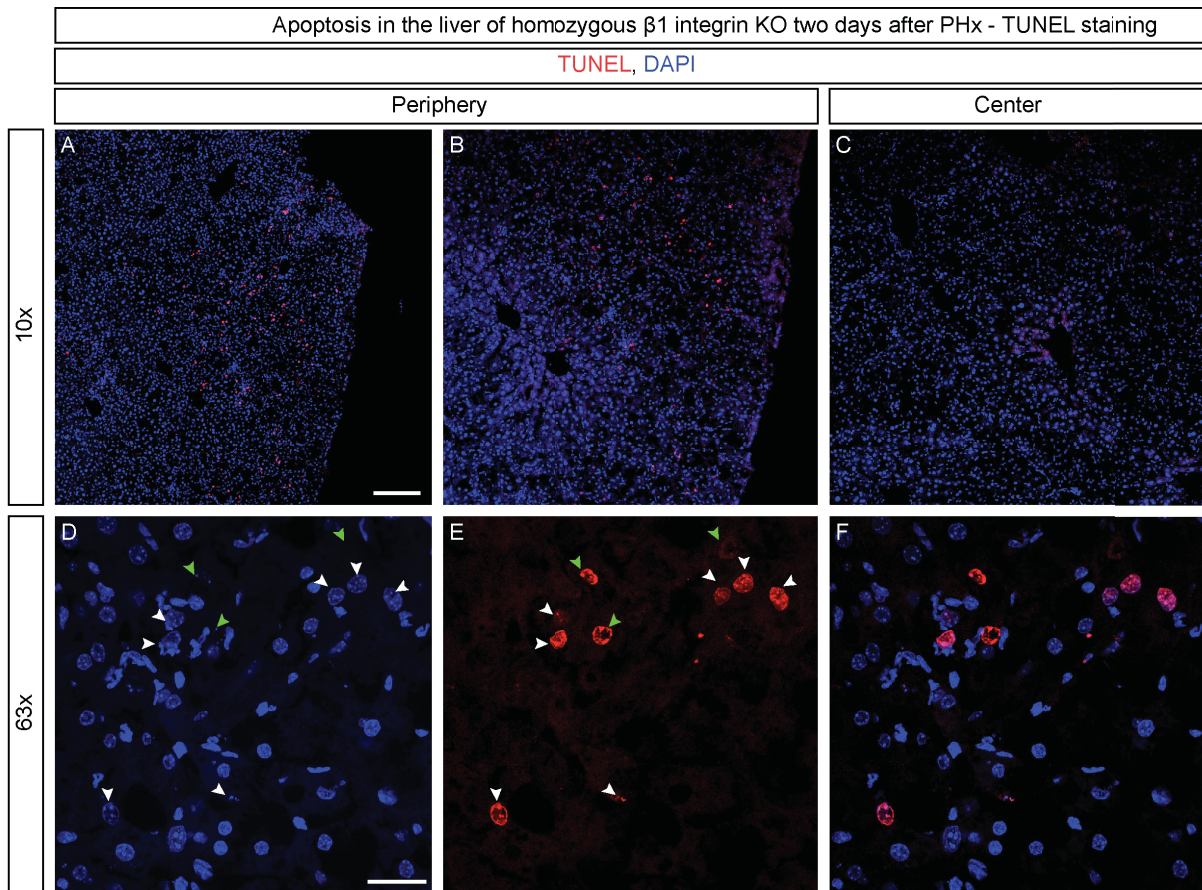 Apoptosis in the liver of homozygous β1 integrin KO two days after PHx - TUNEL staining
TUNEL, DAPI
Periphery
Center
10x
A
B
C
63x
D
E
F